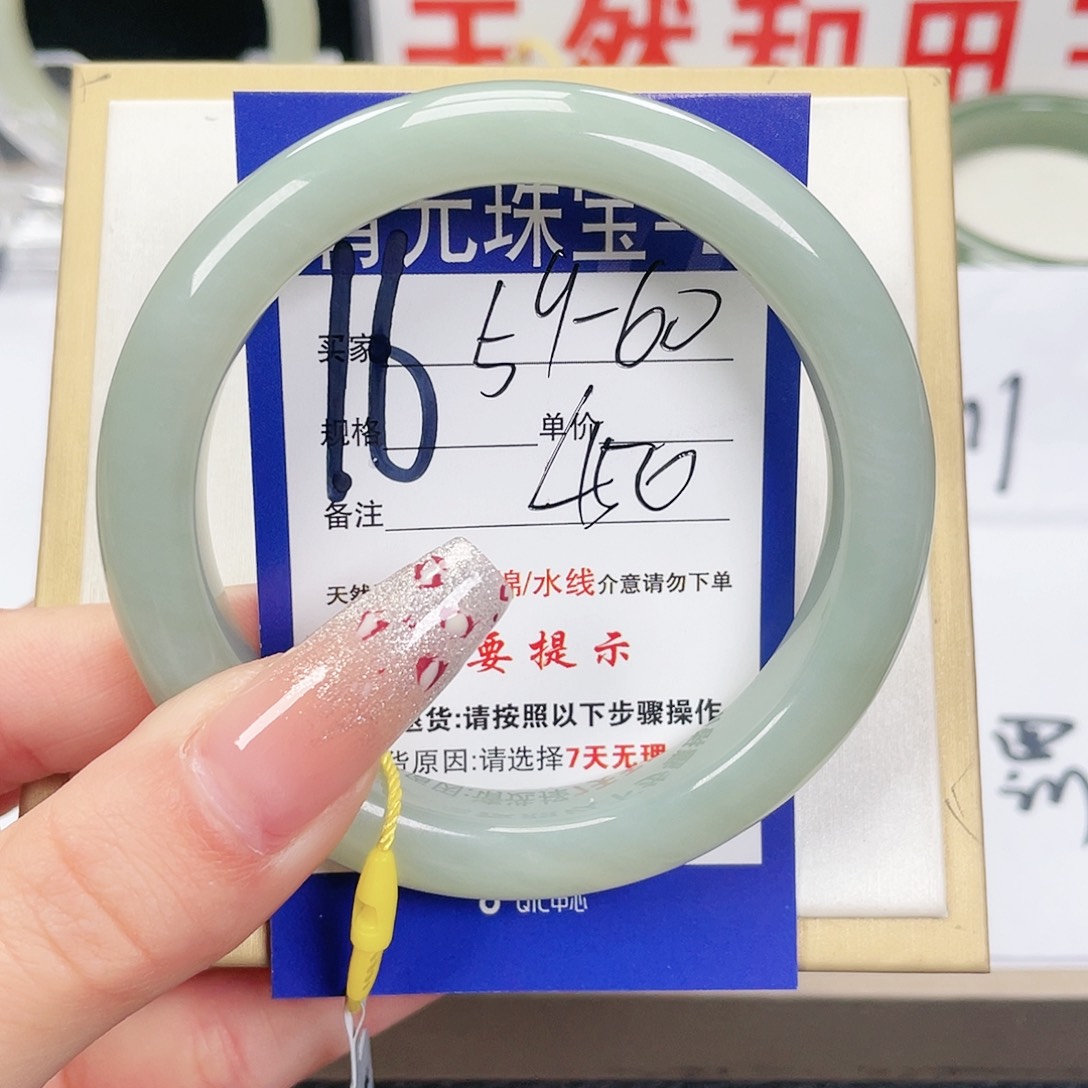 天然和田
元珠宝
16
59-60
买家
规格 单价
450
备注
天然 棉/水线介意请勿下单
要提示
退货:请按照以下步骤操作
货原因:请选择7天无理
中心